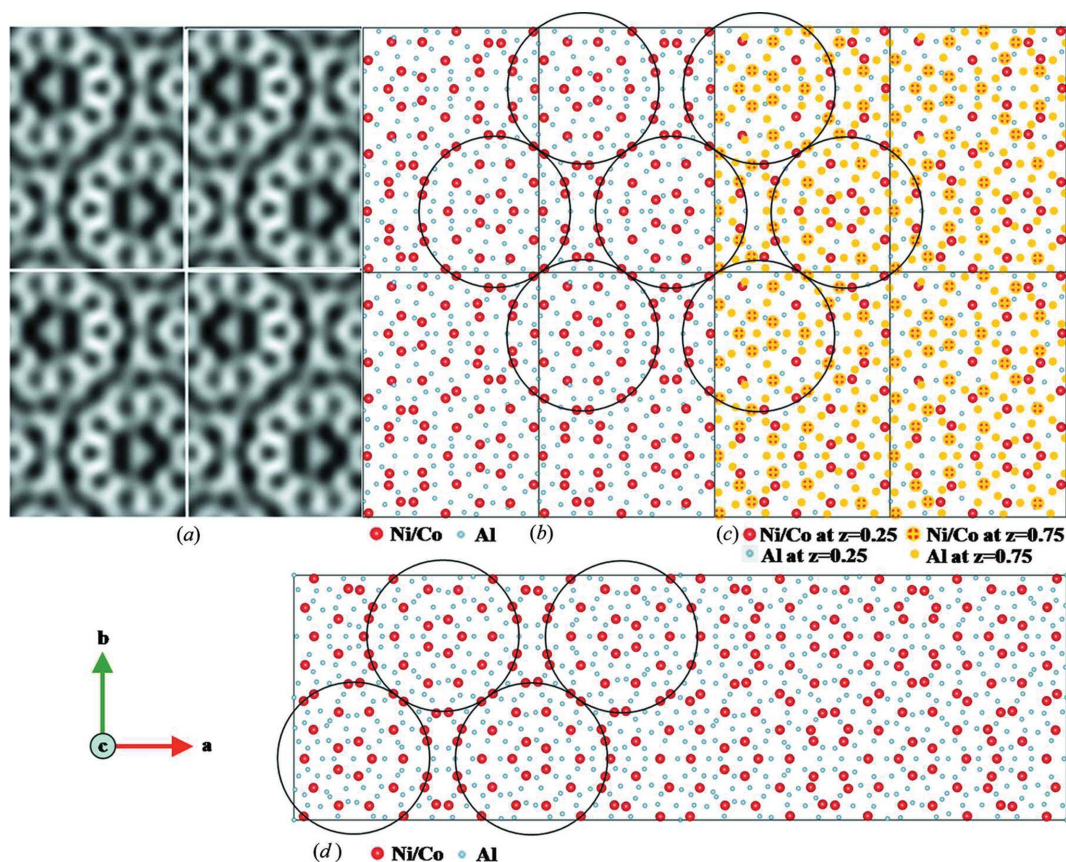 (a) Ni/Co Al (b) (c) Ni/Co at z=0.25 Ni/Co at z=0.75
Al at z=0.25 Al at z=0.75
b
c a
(d) Ni/Co Al